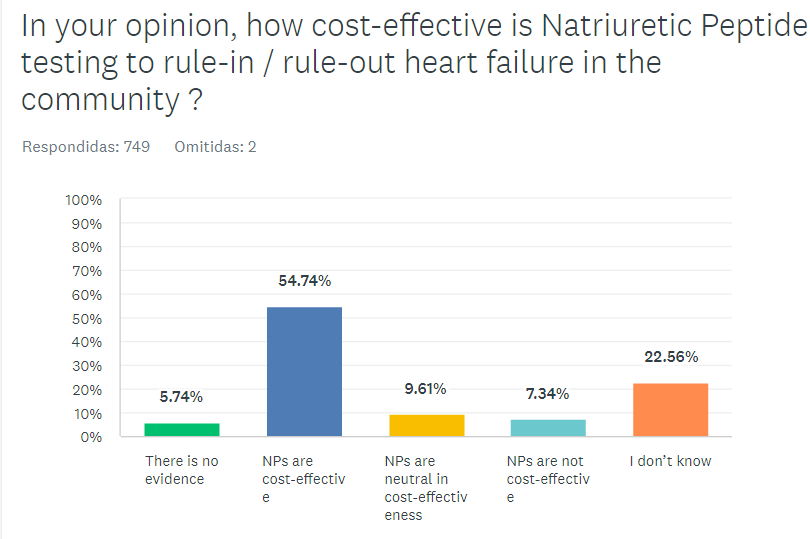 In your opinion, how cost-effective is Natriuretic Peptide
testing to rule-in / rule-out heart failure in the
community ?
Respondidas: 749 Omitidas: 2
100%
90%
80%
70%
60%
50%
40%
30%
20%
10%
0%
5.74%
54.74%
9.61%
7.34%
22.56%
There is no
evidence
NPs are
cost-effectiv
e
NPs are
neutral in
cost-effectiv
eness
NPs are not
cost-effectiv
e
I don't know